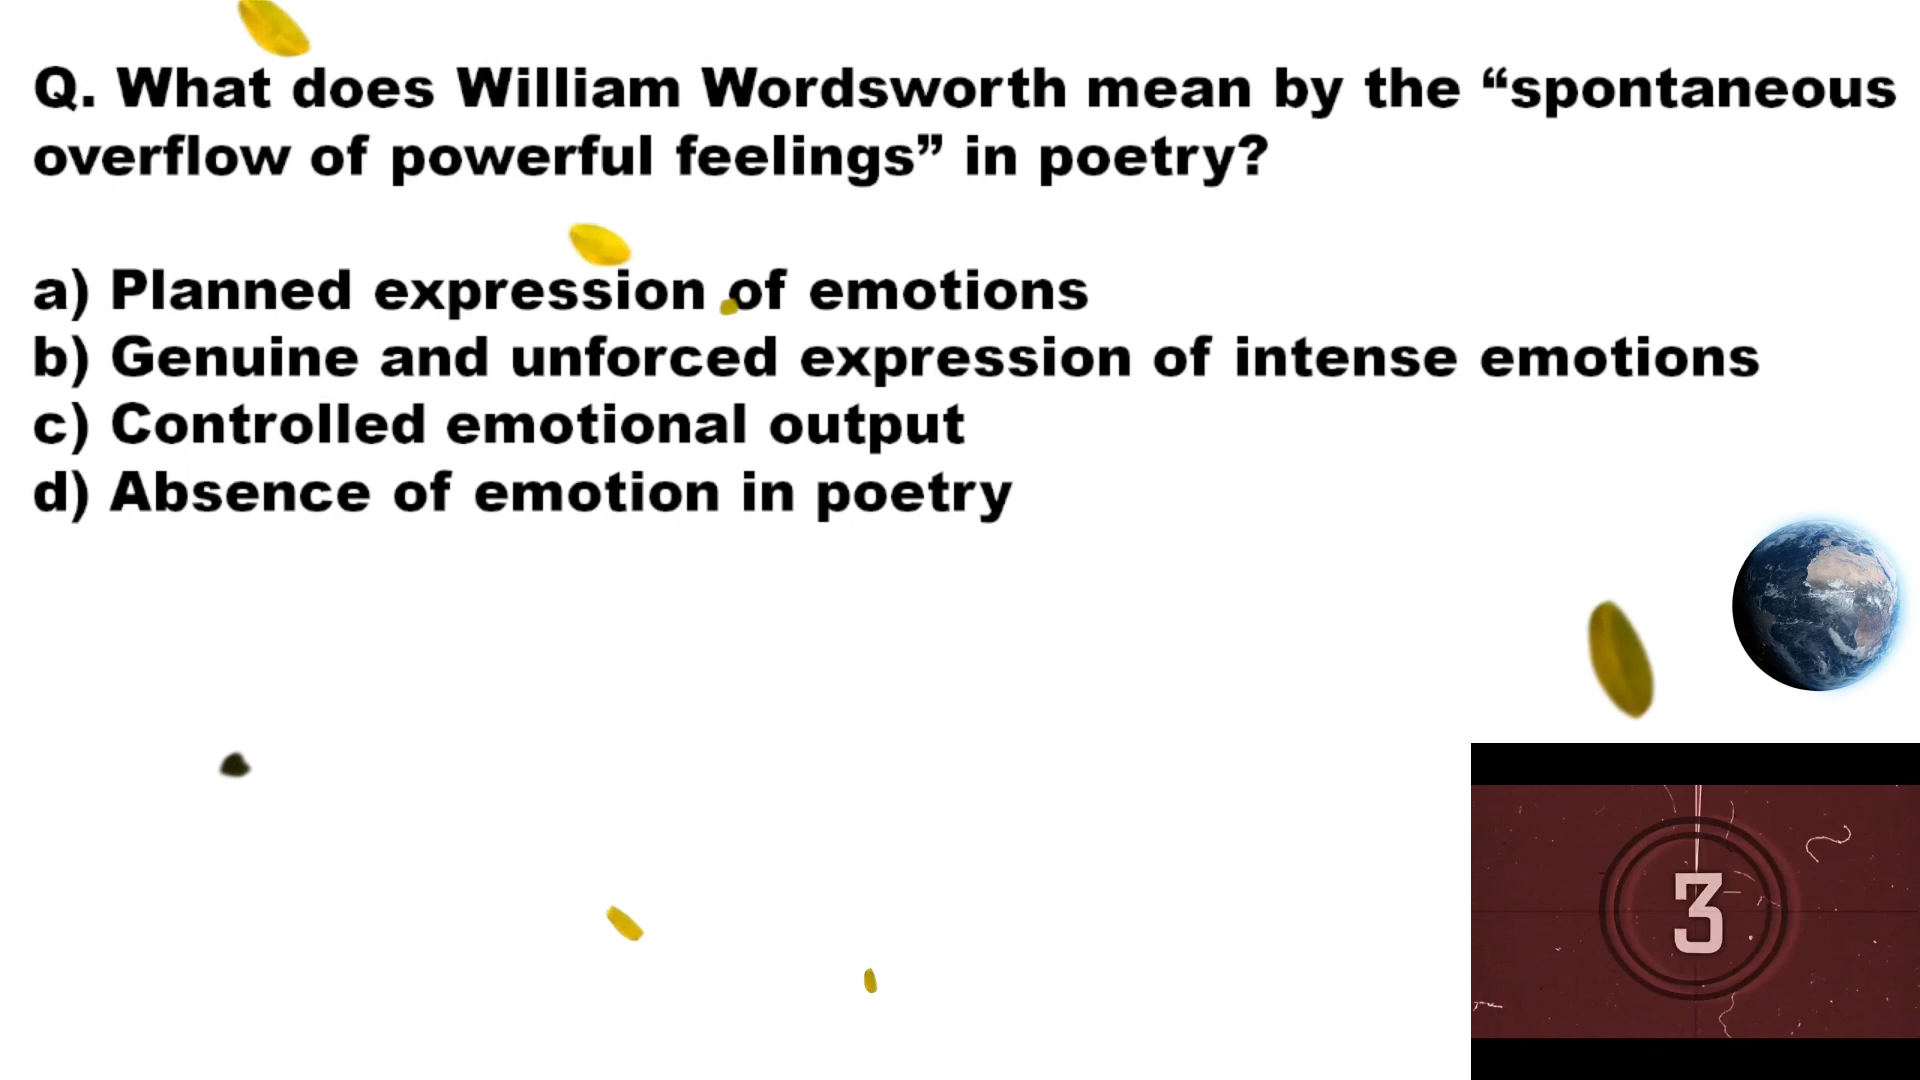 Q. What does William Wordsworth mean by the “spontaneous
overflow of powerful feelings” in poetry?
a) Planned expression of emotions
b) Genuine and unforced expression of intense emotions
c) Controlled emotional output
d) Absence of emotion in poetry
3